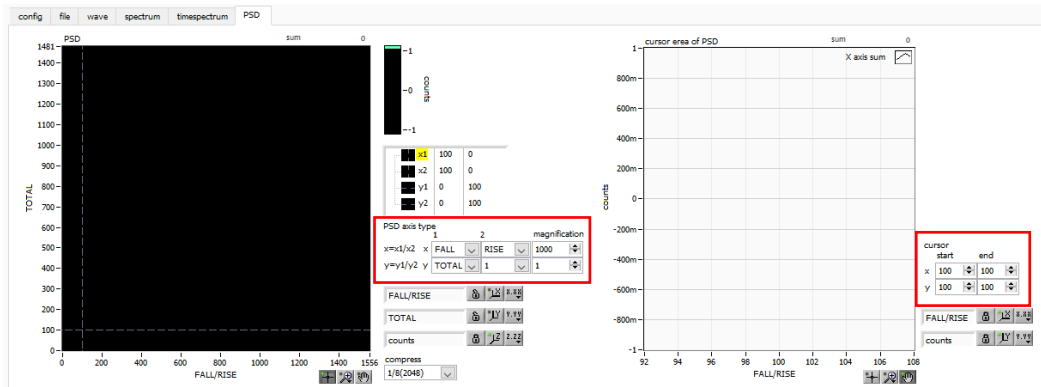 config file wave spectrum timespectrum PSD
PSD sum 0
1481
1400
1300
1200
1100
1000
900
800
700
600
500
400
300
200
100
0
TOTAL
0 200 400 600 800 1000 1200 1400 1556
FALL/RISE
1
0
-1
counts
x1 100 0
x2 100 0
y1 0 100
y2 0 100
PSD axis type
1 2 magnification
x=x1/x2 x FALL RISE 1000
y=y1/y2 y TOTAL 1 1
FALL/RISE X X.XX
TOTAL Y Y.YY
counts Z Z.ZZ
compress
1/8(2048)
cursor erea of PSD sum 0
X axis sum
1
800m
600m
400m
200m
0
-200m
-400m
-600m
-800m
-1
counts
92 94 96 98 100 102 104 106 108
FALL/RISE
cursor
start end
x 100 100
y 100 100
FALL/RISE X X.XX
counts Y Y.YY